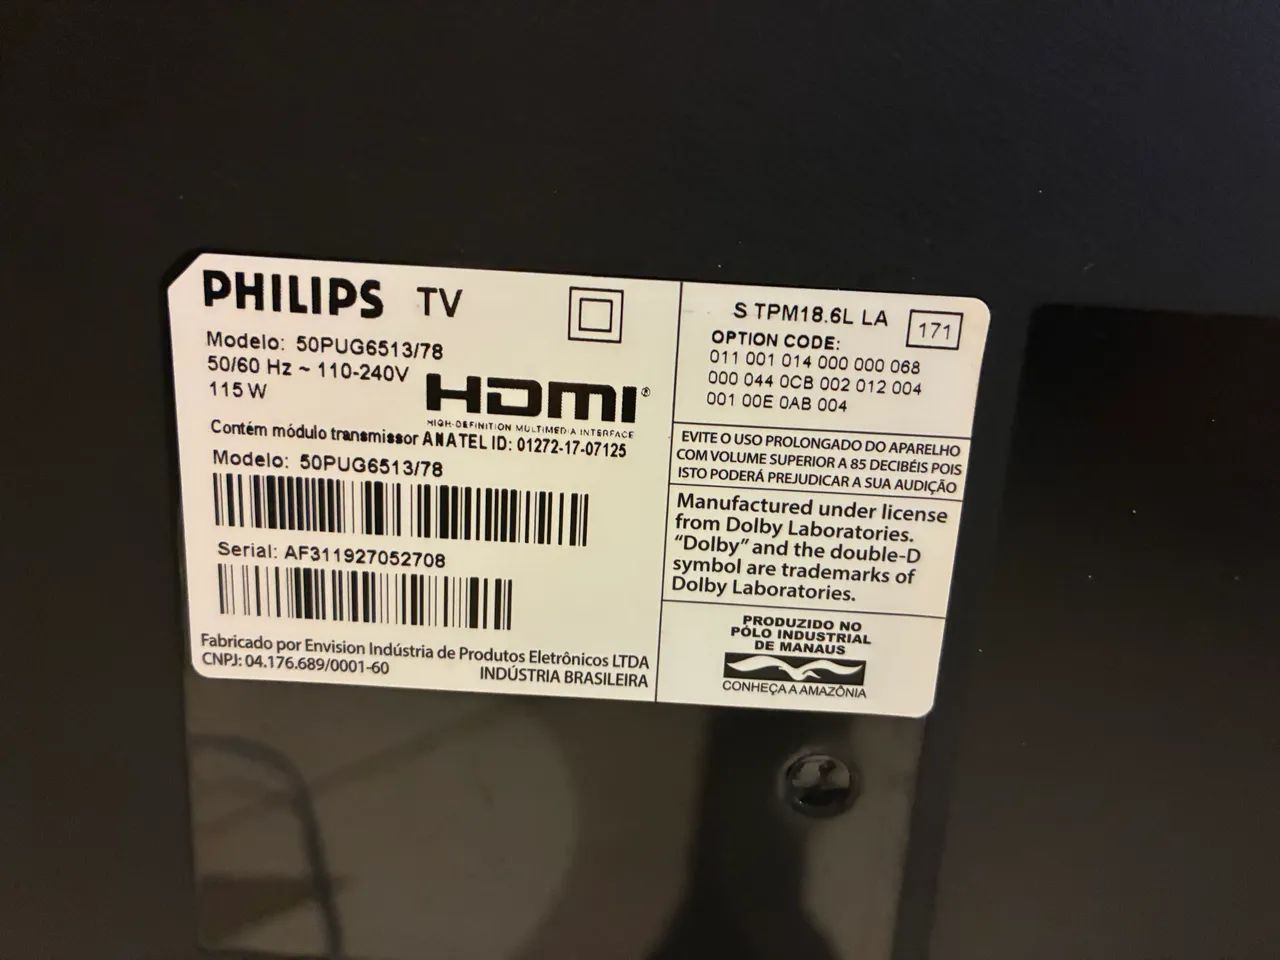 PHILIPS TV
Modelo: 50PUG6513/78
50/60 Hz ~ 110-240V
115 W
HDMI®
HIGH-DEFINITION MULTIMEDIA INTERFACE
Contém módulo transmissor ANATEL ID: 01272-17-07125
Modelo: 50PUG6513/78
Serial: AF311927052708
Fabricado por Envision Indústria de Produtos Eletrônicos LTDA
CNPJ: 04.176.689/0001-60 INDÚSTRIA BRASILEIRA
S TPM18.6L LA 171
OPTION CODE:
011 001 014 000 000 068
000 044 0CB 002 012 004
001 00E 0AB 004
EVITE O USO PROLONGADO DO APARELHO
COM VOLUME SUPERIOR A 85 DECIBÉIS POIS
ISTO PODERÁ PREJUDICAR A SUA AUDIÇÃO
Manufactured under license
from Dolby Laboratories.
“Dolby” and the double-D
symbol are trademarks of
Dolby Laboratories.
PRODUZIDO NO
PÓLO INDUSTRIAL
DE MANAUS
CONHEÇA A AMAZÔNIA